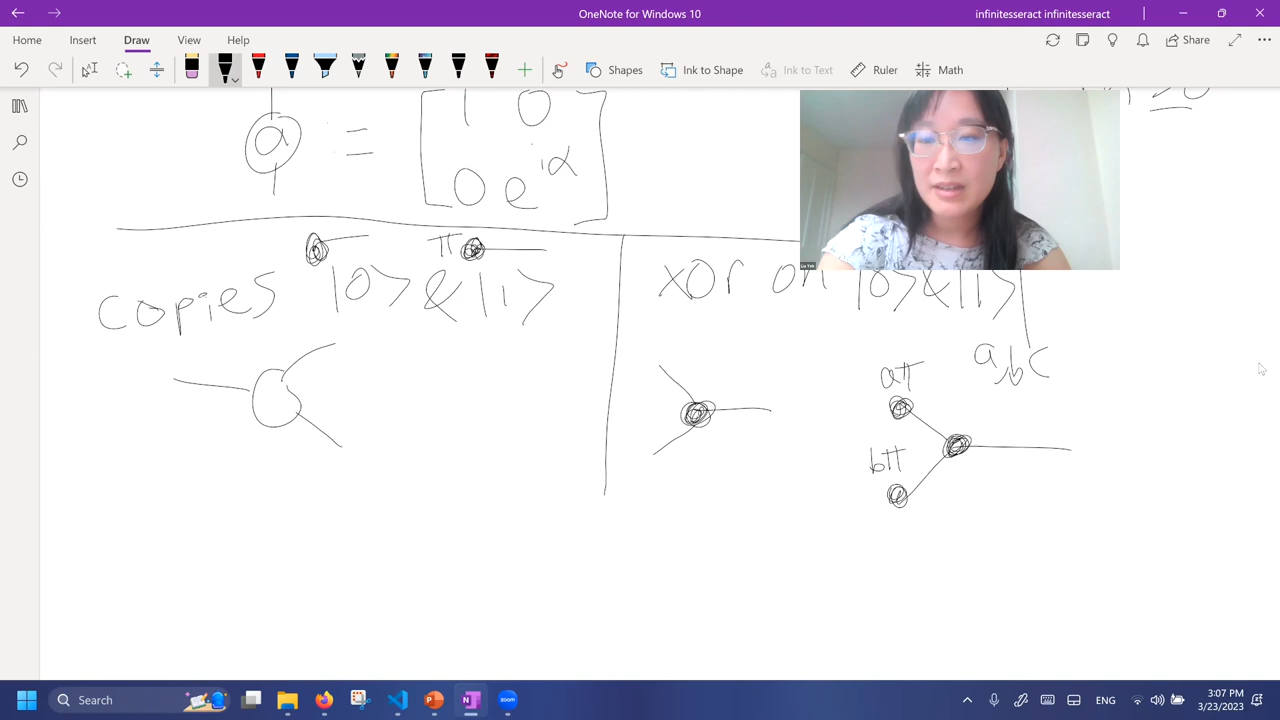 OneNote for Windows 10
infinitesseract infinitesseract
Home Insert Draw View Help
Share
Shapes Ink to Shape Ink to Text Ruler Math
1 0
≥0
a :=
0 e^iα
π
copies |0> & |1>
xor on |0>&|1>
a,b c
aπ
bπ
Search
ENG
3:07 PM
3/23/2023